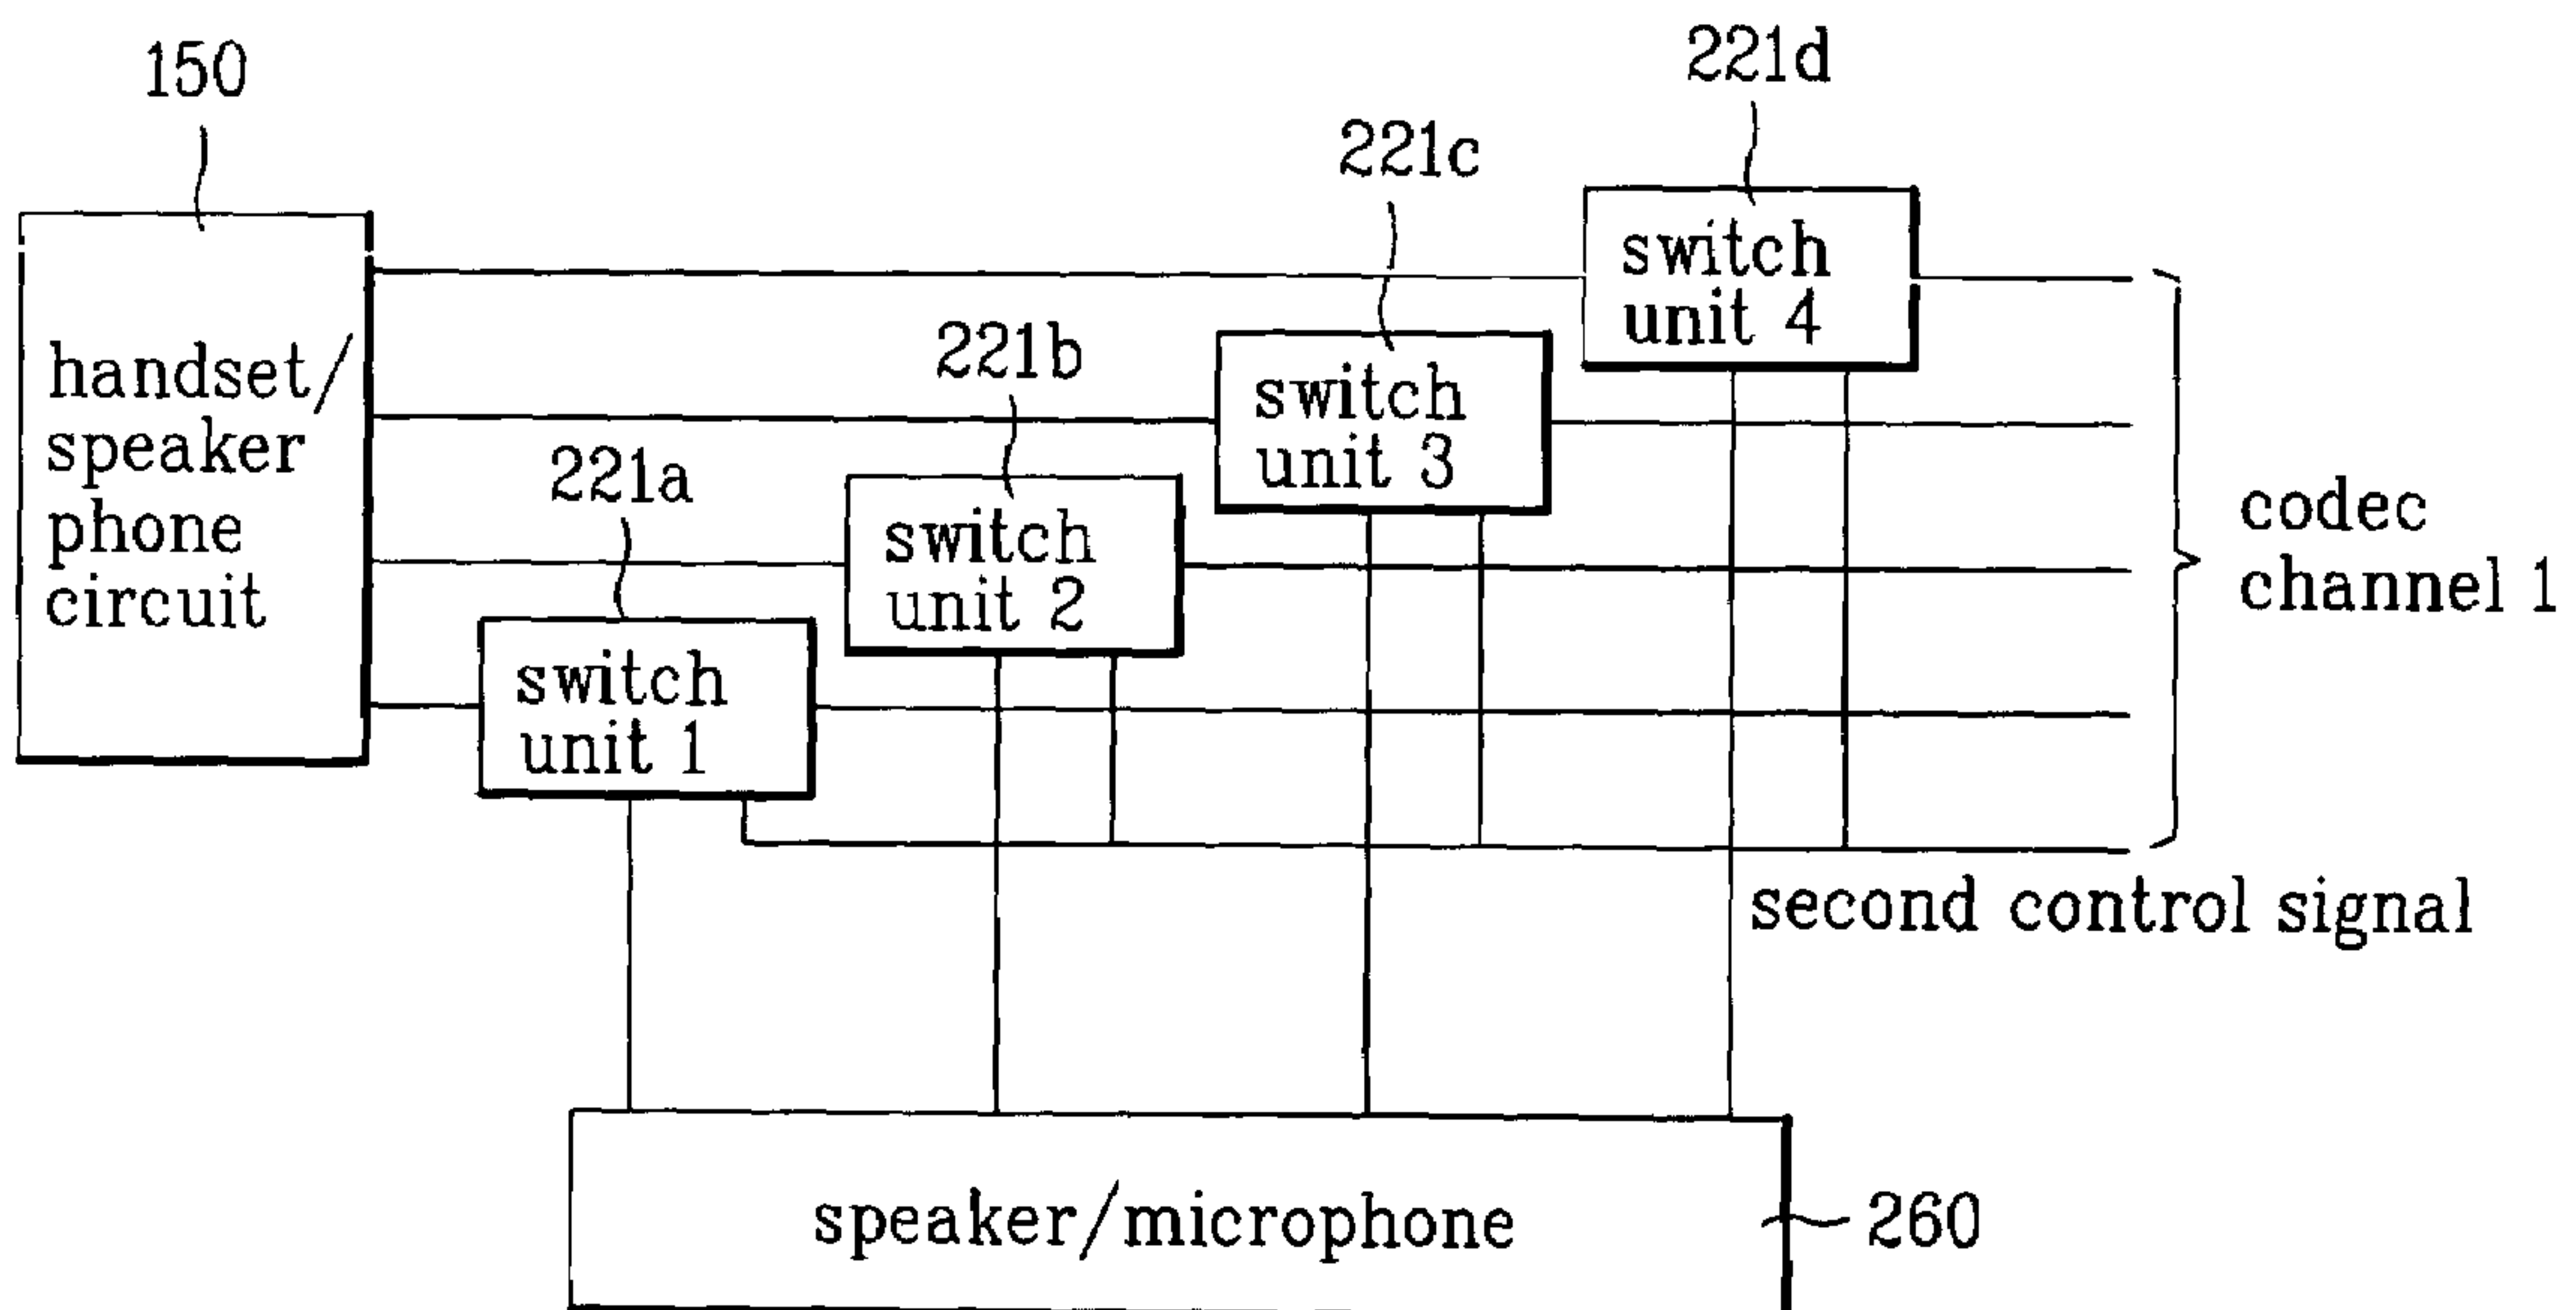 150
221d
221c
221b
221a
handset/
speaker
phone
circuit
switch
unit 4
switch
unit 3
switch
unit 2
switch
unit 1
codec
channel 1
second control signal
speaker/microphone
260